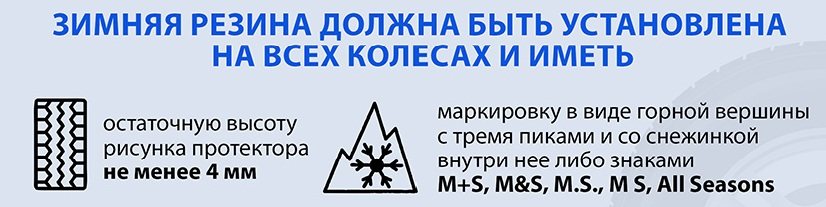 ЗИМНЯЯ РЕЗИНА ДОЛЖНА БЫТЬ УСТАНОВЛЕНА
НА ВСЕХ КОЛЕСАХ И ИМЕТЬ
остаточную высоту
рисунка протектора
не менее 4 мм
маркировку в виде горной вершины
с тремя пиками и со снежинкой
внутри нее либо знаками
M+S, M&S, M.S., M S, All Seasons